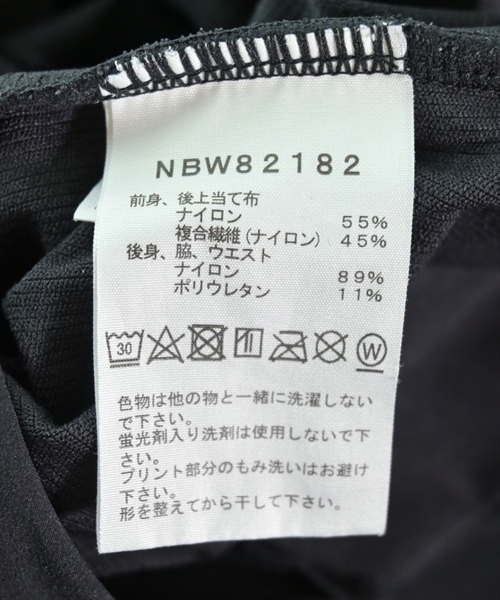 NBW82182
前身、後上当て布
ナイロン 55%
複合繊維(ナイロン) 45%
後身、脇、ウエスト
ナイロン 89%
ポリウレタン 11%
30 W
色物は他の物と一緒に洗濯しない
で下さい。
蛍光剤入り洗剤は使用しないで下
さい。
プリント部分のもみ洗いはお避け
下さい。
形を整えてから干して下さい。